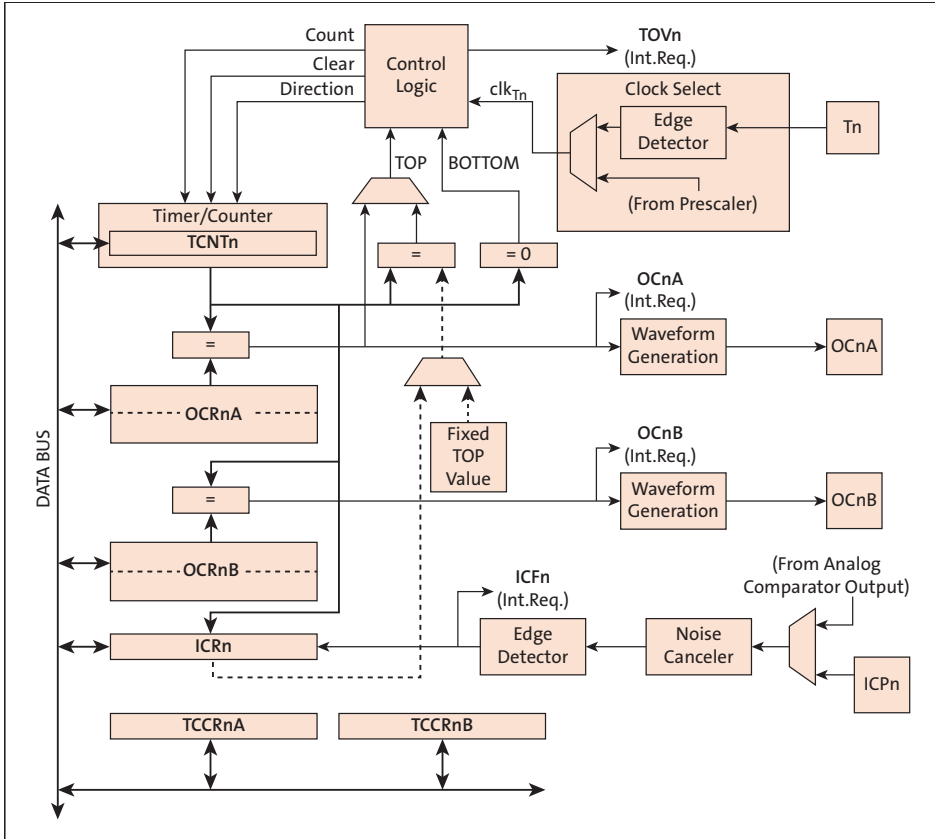 Count
Clear
Direction
Control
Logic
TOVn
(Int.Req.)
clkTn
Clock Select
Edge
Detector
Tn
(From Prescaler)
TOP
BOTTOM
Timer/Counter
TCNTn
=
= 0
OCnA
(Int.Req.)
=
Waveform
Generation
OCnA
OCRnA
Fixed
TOP
Value
OCnB
(Int.Req.)
=
Waveform
Generation
OCnB
DATA BUS
OCRnB
(From Analog
Comparator Output)
ICFn
(Int.Req.)
ICRn
Edge
Detector
Noise
Canceler
ICPn
TCCRnA
TCCRnB